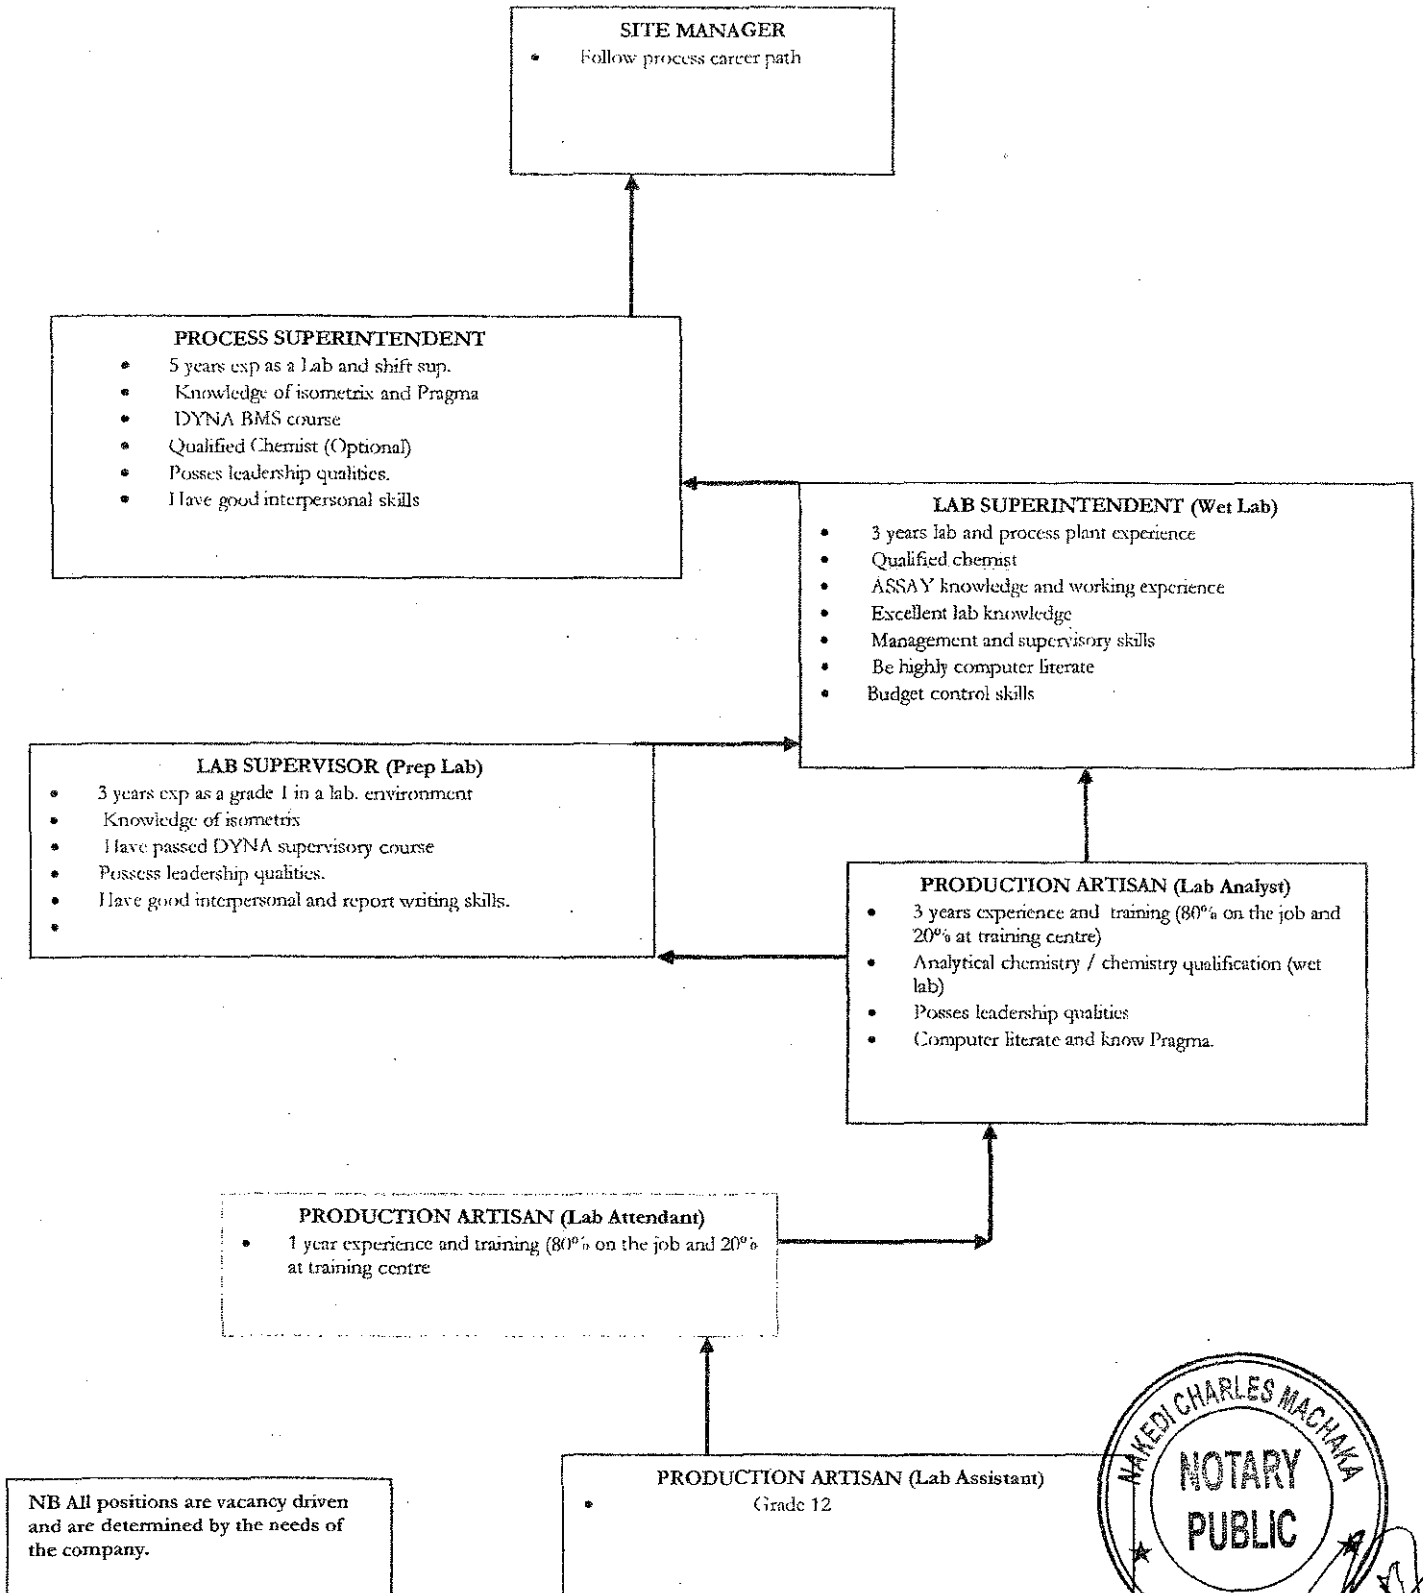 SITE MANAGER
• Follow process career path
PROCESS SUPERINTENDENT
• 5 years exp as a Lab and shift sup.
• Knowledge of isometrix and Pragma
• DYNA BMS course
• Qualified Chemist (Optional)
• Posses leadership qualities.
• Have good interpersonal skills
LAB SUPERINTENDENT (Wet Lab)
• 3 years lab and process plant experience
• Qualified chemist
• ASSAY knowledge and working experience
• Excellent lab knowledge
• Management and supervisory skills
• Be highly computer literate
• Budget control skills
LAB SUPERVISOR (Prep Lab)
• 3 years exp as a grade 1 in a lab. environment
• Knowledge of isometrix
• Have passed DYNA supervisory course
• Possess leadership qualities.
• Have good interpersonal and report writing skills.
•
PRODUCTION ARTISAN (Lab Analyst)
• 3 years experience and training (80% on the job and
20% at training centre)
• Analytical chemistry / chemistry qualification (wet
lab)
• Posses leadership qualities
• Computer literate and know Pragma.
PRODUCTION ARTISAN (Lab Attendant)
• 1 year experience and training (80% on the job and 20%
at training centre
PRODUCTION ARTISAN (Lab Assistant)
• Grade 12
NB All positions are vacancy driven
and are determined by the needs of
the company.
NAKEDI CHARLES MACHAKA
NOTARY
PUBLIC